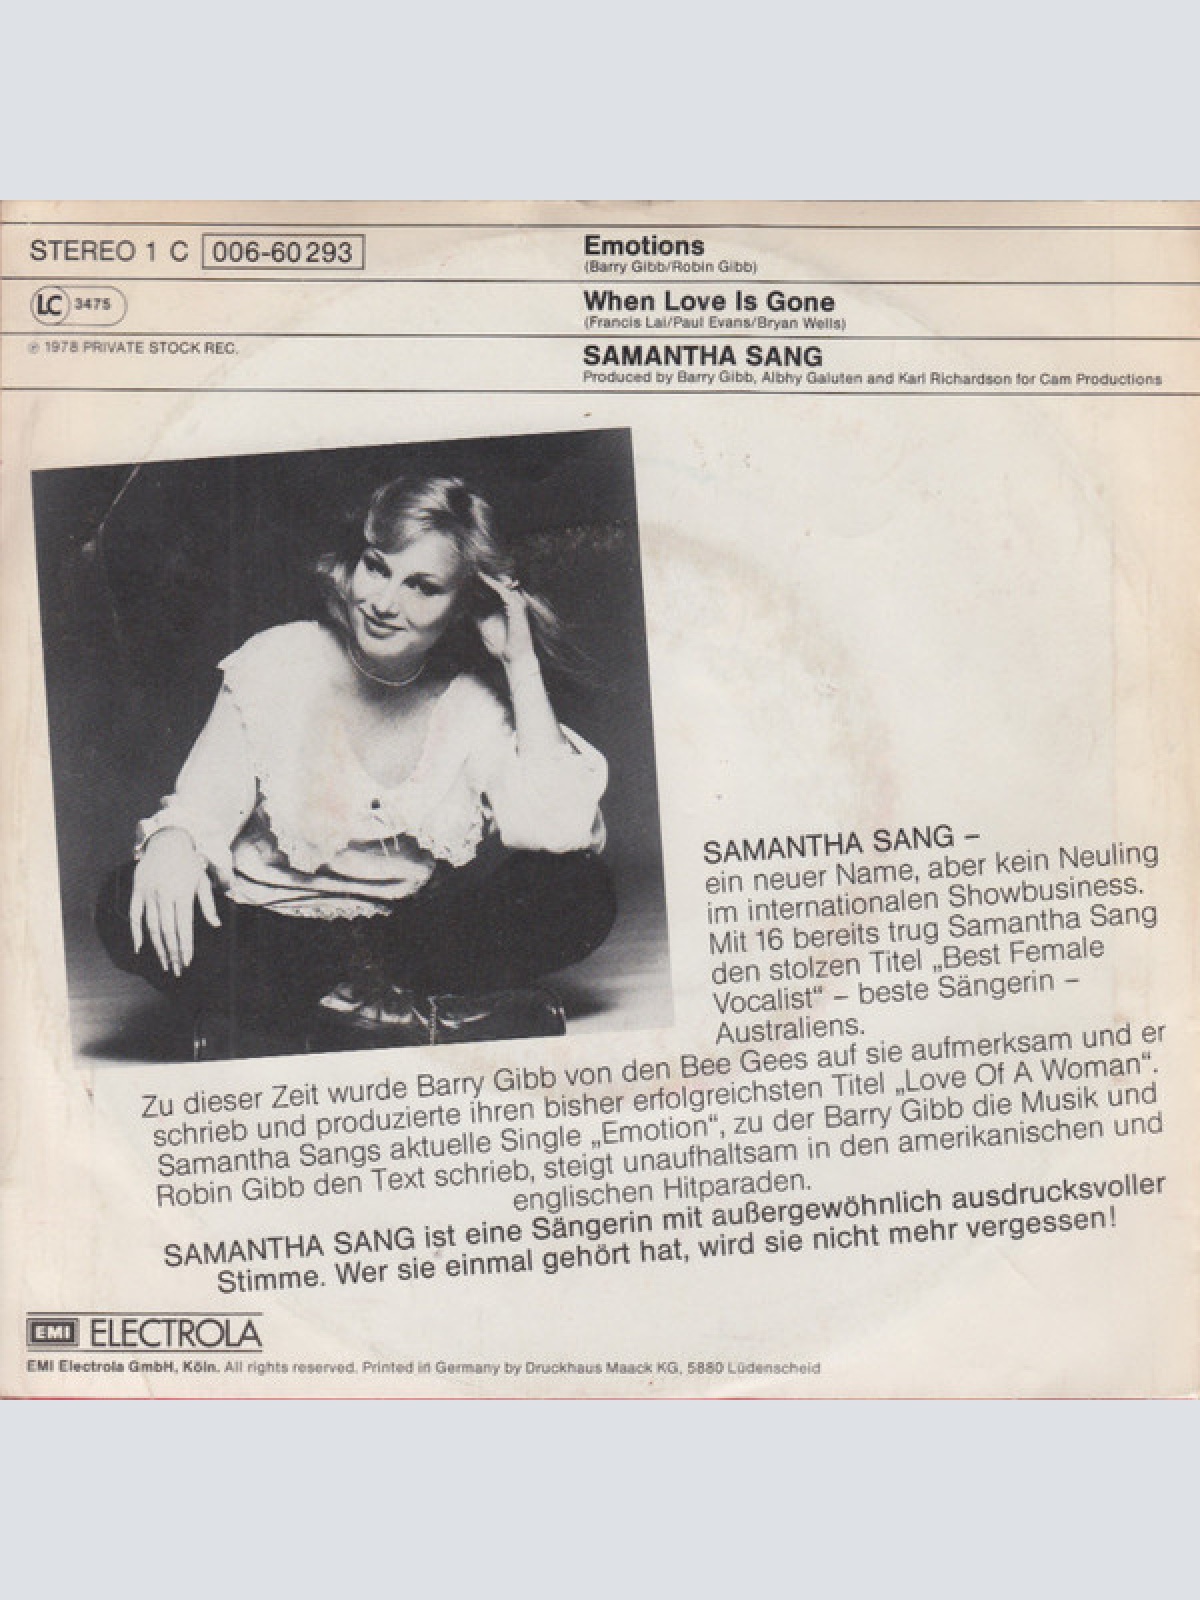 STEREO 1 C 006-60 293
Emotions
(Barry Gibb/Robin Gibb)
LC 3475
When Love Is Gone
(Francis Lai/Paul Evans/Bryan Wells)
℗ 1978 PRIVATE STOCK REC.
SAMANTHA SANG
Produced by Barry Gibb, Albhy Galuten and Karl Richardson for Cam Productions
SAMANTHA SANG –
ein neuer Name, aber kein Neuling
im internationalen Showbusiness.
Mit 16 bereits trug Samantha Sang
den stolzen Titel „Best Female
Vocalist“ – beste Sängerin –
Australiens.
Zu dieser Zeit wurde Barry Gibb von den Bee Gees auf sie aufmerksam und er
schrieb und produzierte ihren bisher erfolgreichsten Titel „Love Of A Woman“.
Samantha Sangs aktuelle Single „Emotion“, zu der Barry Gibb die Musik und
Robin Gibb den Text schrieb, steigt unaufhaltsam in den amerikanischen und
englischen Hitparaden.
SAMANTHA SANG ist eine Sängerin mit außergewöhnlich ausdrucksvoller
Stimme. Wer sie einmal gehört hat, wird sie nicht mehr vergessen!
EMI ELECTROLA
EMI Electrola GmbH, Köln. All rights reserved. Printed in Germany by Druckhaus Maack KG, 5880 Lüdenscheid